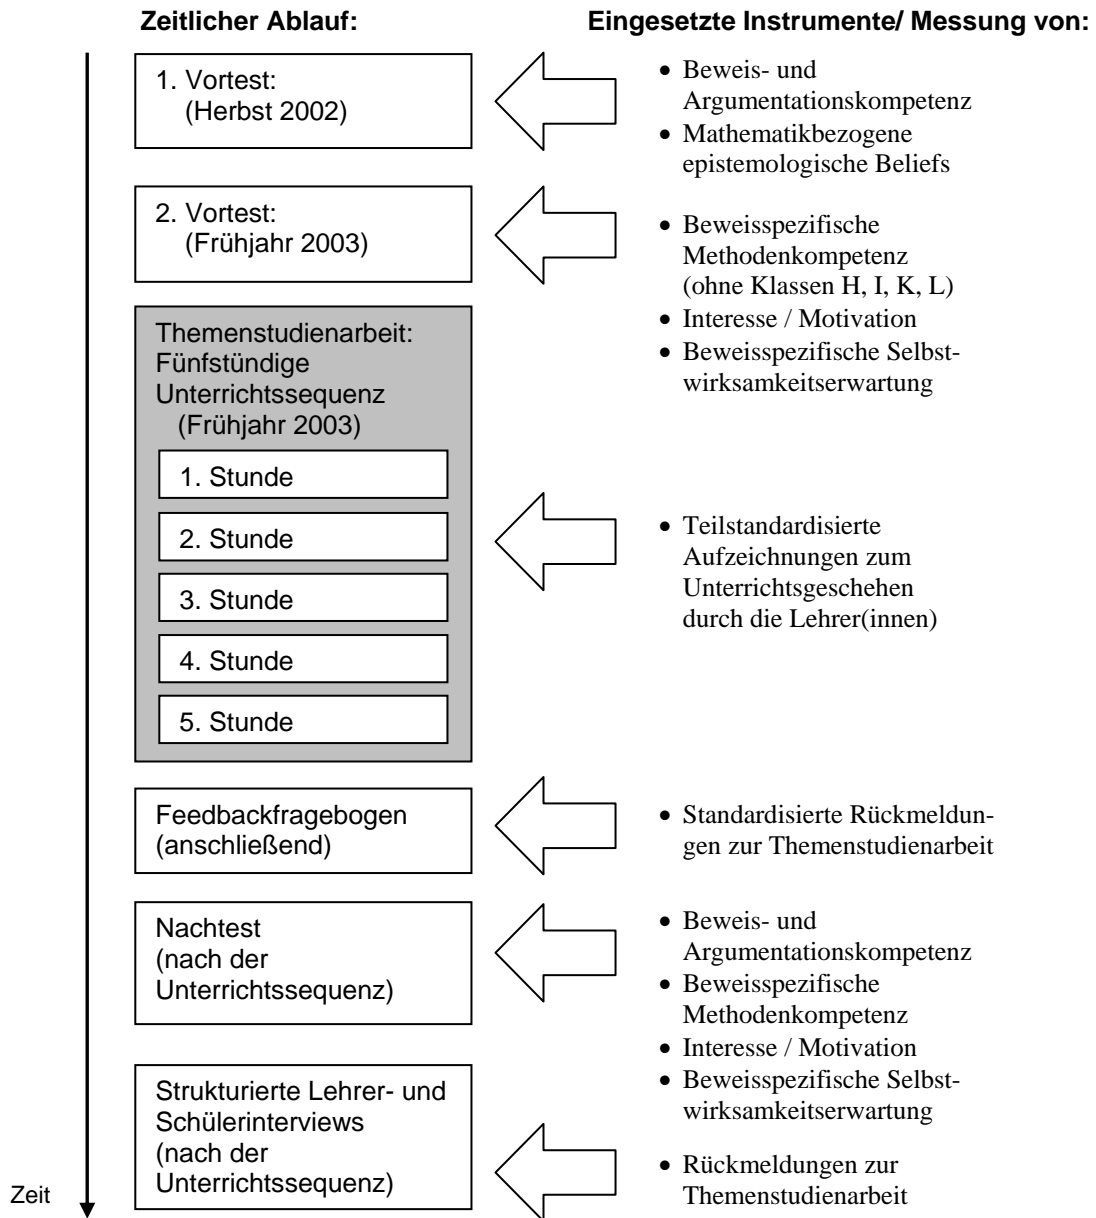 Zeitlicher Ablauf:
Eingesetzte Instrumente/ Messung von:
1. Vortest:
(Herbst 2002)
• Beweis- und
Argumentationskompetenz
• Mathematikbezogene
epistemologische Beliefs
2. Vortest:
(Frühjahr 2003)
• Beweisspezifische
Methodenkompetenz
(ohne Klassen H, I, K, L)
• Interesse / Motivation
• Beweisspezifische Selbst-
wirksamkeitserwartung
Themenstudienarbeit:
Fünfstündige
Unterrichtssequenz
(Frühjahr 2003)
1. Stunde
2. Stunde
3. Stunde
4. Stunde
5. Stunde
• Teilstandardisierte
Aufzeichnungen zum
Unterrichtsgeschehen
durch die Lehrer(innen)
Feedbackfragebogen
(anschließend)
• Standardisierte Rückmeldun-
gen zur Themenstudienarbeit
Nachtest
(nach der
Unterrichtssequenz)
• Beweis- und
Argumentationskompetenz
• Beweisspezifische
Methodenkompetenz
• Interesse / Motivation
• Beweisspezifische Selbst-
wirksamkeitserwartung
Strukturierte Lehrer- und
Schülerinterviews
(nach der
Unterrichtssequenz)
• Rückmeldungen zur
Themenstudienarbeit
Zeit